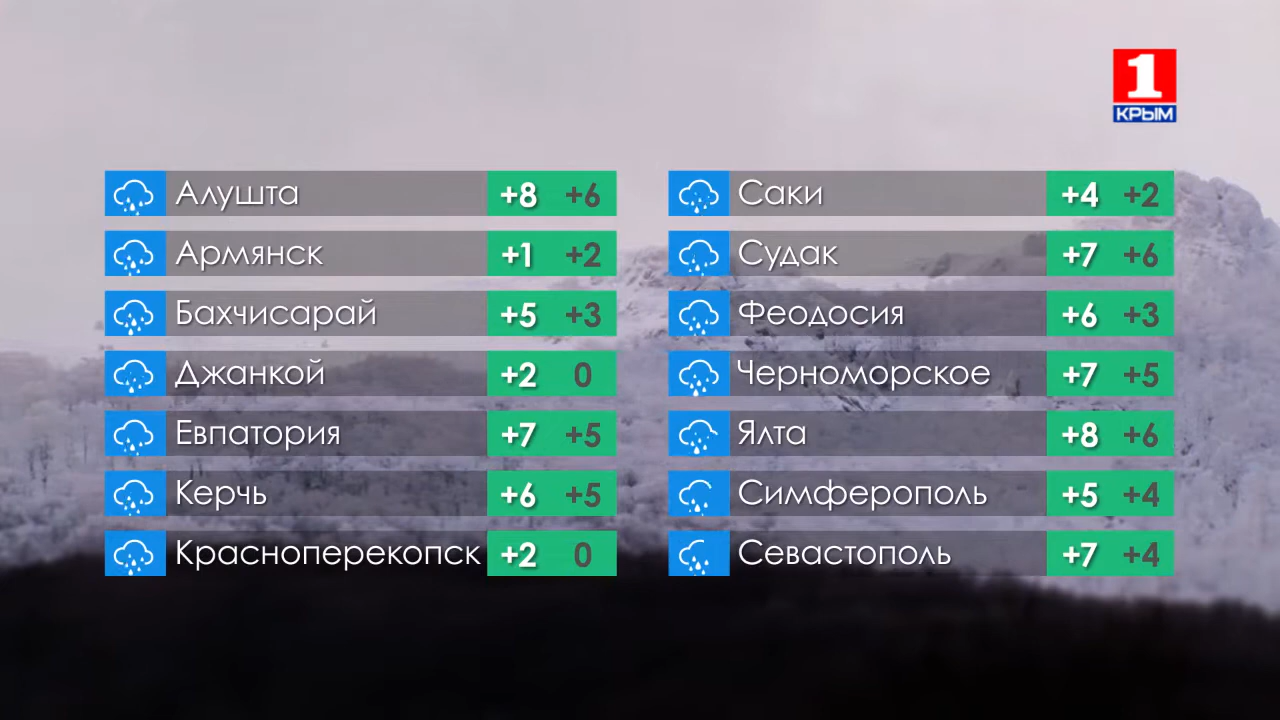 1
КРЫМ
Алушта +8 +6
Армянск +1 +2
Бахчисарай +5 +3
Джанкой +2 0
Евпатория +7 +5
Керчь +6 +5
Красноперекопск +2 0
Саки +4 +2
Судак +7 +6
Феодосия +6 +3
Черноморское +7 +5
Ялта +8 +6
Симферополь +5 +4
Севастополь +7 +4